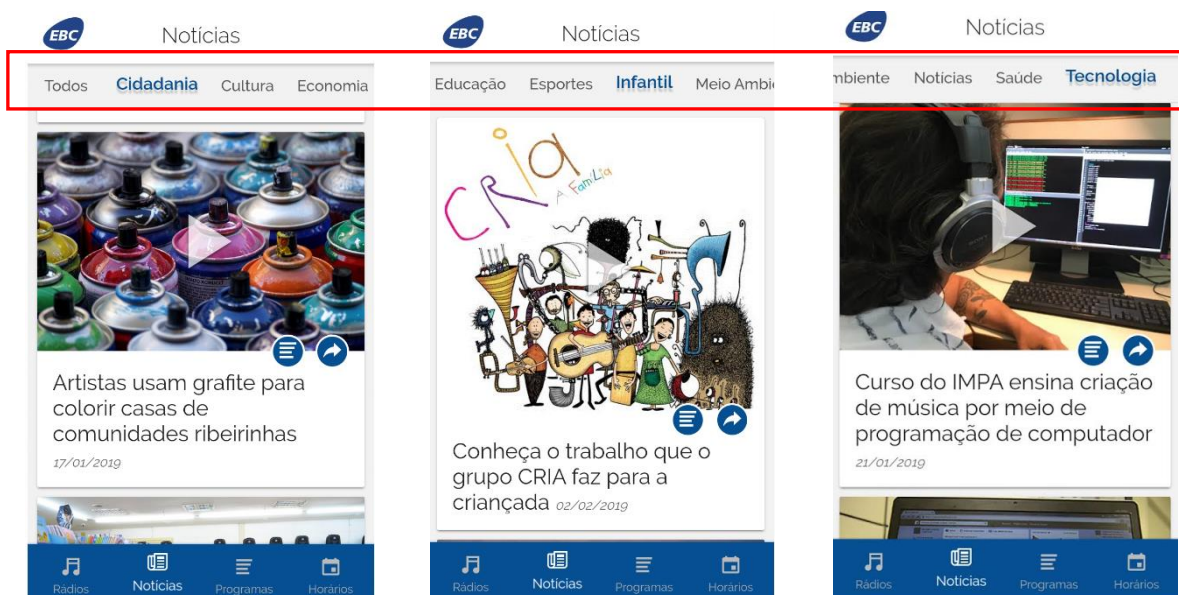 EBC
Notícias
Todos Cidadania Cultura Economia
Artistas usam grafite para
colorir casas de
comunidades ribeirinhas
17/01/2019
Rádios Notícias Programas Horários
EBC
Notícias
Educação Esportes Infantil Meio Ambie
CRIA
A Família
Conheça o trabalho que o
grupo CRIA faz para a
criançada 02/02/2019
Rádios Notícias Programas Horários
EBC
Notícias
mbiente Notícias Saúde Tecnologia
Curso do IMPA ensina criação
de música por meio de
programação de computador
21/01/2019
Rádios Notícias Programas Horários